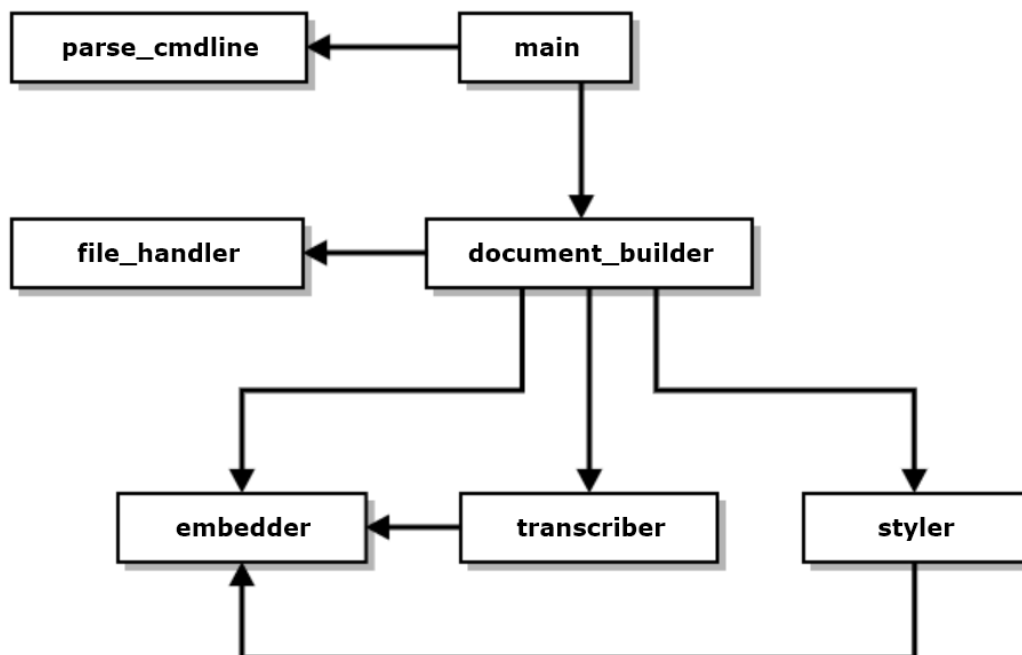 parse_cmdline
main
file_handler
document_builder
embedder
transcriber
styler